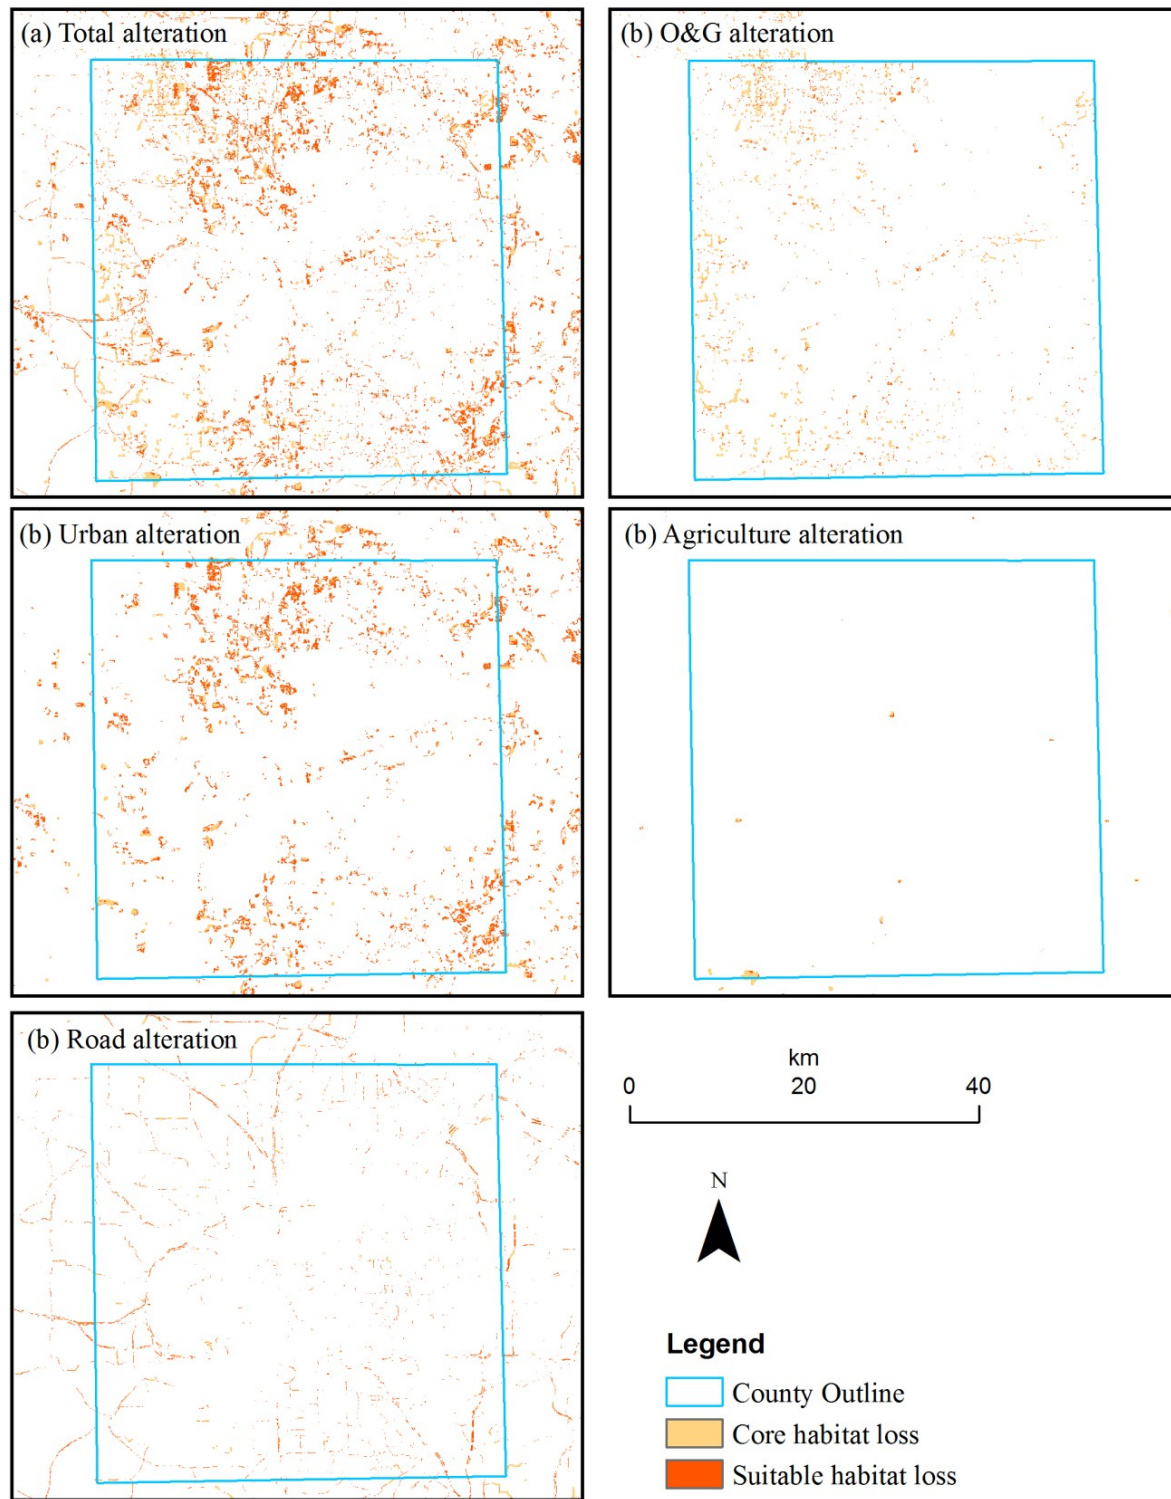 (a) Total alteration
(b) O&G alteration
(b) Urban alteration
(b) Agriculture alteration
(b) Road alteration
km
0 20 40
N
Legend
County Outline
Core habitat loss
Suitable habitat loss